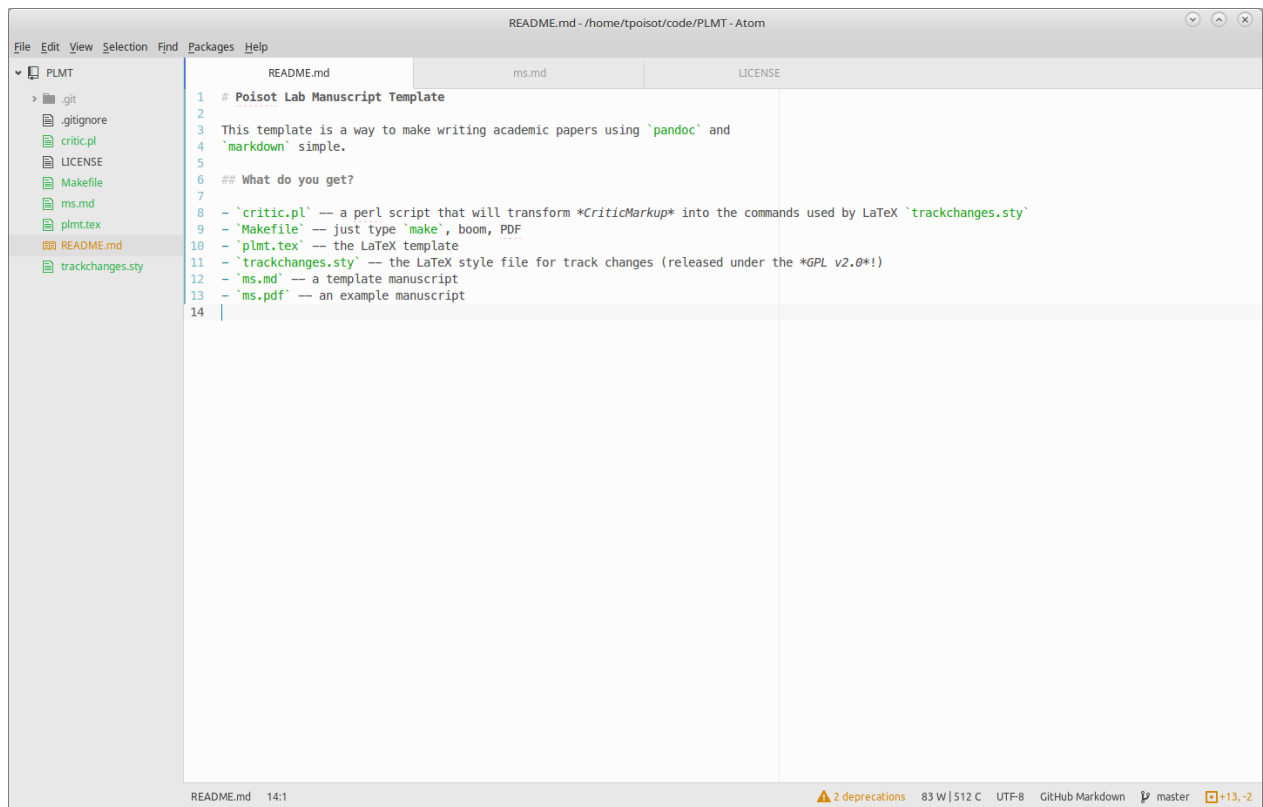 README.md - /home/tpoisot/code/PLMT - Atom
File Edit View Selection Find Packages Help
PLMT
.git
.gitignore
critic.pl
LICENSE
Makefile
ms.md
plmt.tex
README.md
trackchanges.sty
README.md ms.md LICENSE
1 # Poisot Lab Manuscript Template
2
3 This template is a way to make writing academic papers using `pandoc` and
4 `markdown` simple.
5
6 ## What do you get?
7
8 - `critic.pl` -- a perl script that will transform *CriticMarkup* into the commands used by LaTeX `trackchanges.sty`
9 - `Makefile` -- just type `make`, boom, PDF
10 - `plmt.tex` -- the LaTeX template
11 - `trackchanges.sty` -- the LaTeX style file for track changes (released under the *GPL v2.0*!)
12 - `ms.md` -- a template manuscript
13 - `ms.pdf` -- an example manuscript
14
README.md 14:1 2 deprecations 83 W | 512 C UTF-8 GitHub Markdown master +13, -2